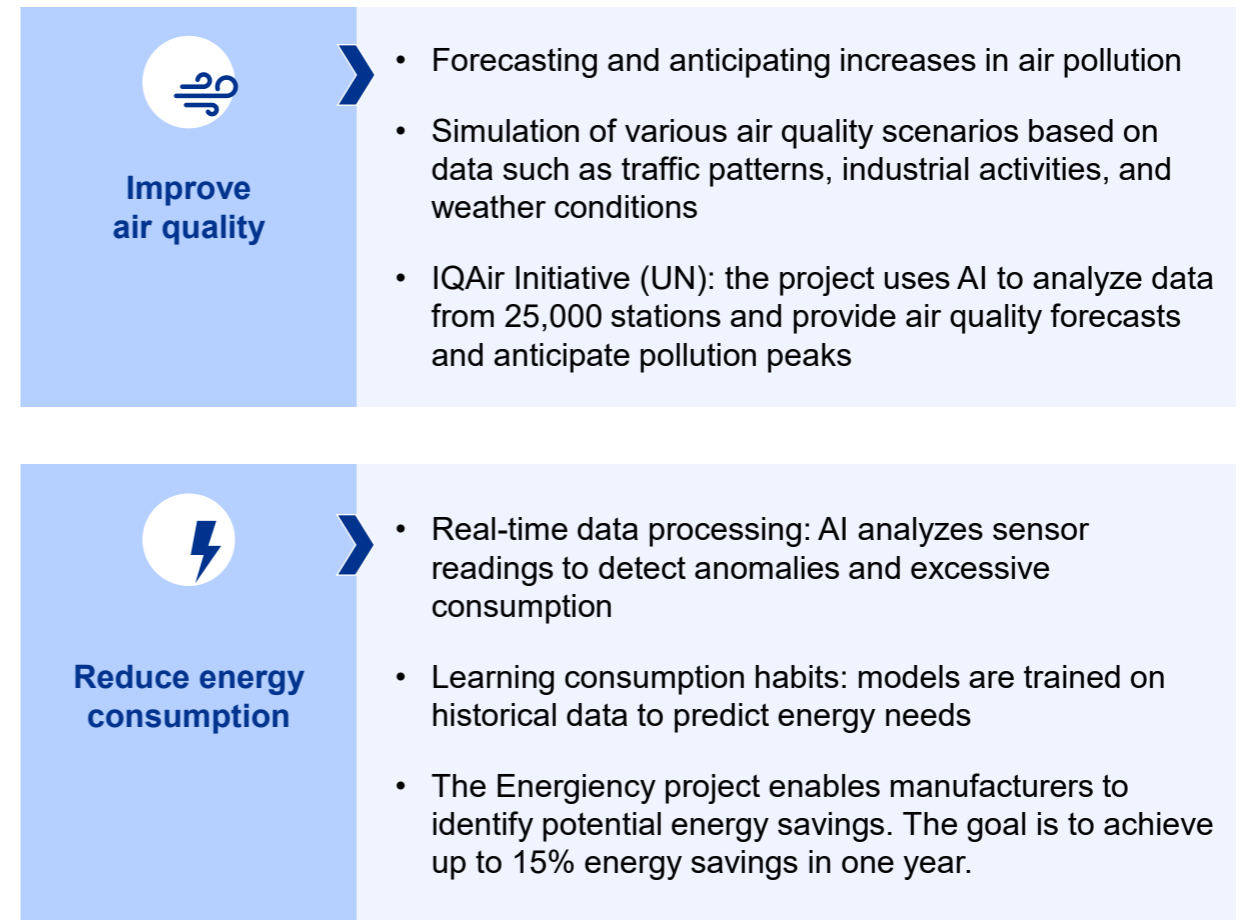 Improve
air quality
• Forecasting and anticipating increases in air pollution
• Simulation of various air quality scenarios based on
data such as traffic patterns, industrial activities, and
weather conditions
• IQAir Initiative (UN): the project uses AI to analyze data
from 25,000 stations and provide air quality forecasts
and anticipate pollution peaks
Reduce energy
consumption
• Real-time data processing: AI analyzes sensor
readings to detect anomalies and excessive
consumption
• Learning consumption habits: models are trained on
historical data to predict energy needs
• The Energiency project enables manufacturers to
identify potential energy savings. The goal is to achieve
up to 15% energy savings in one year.